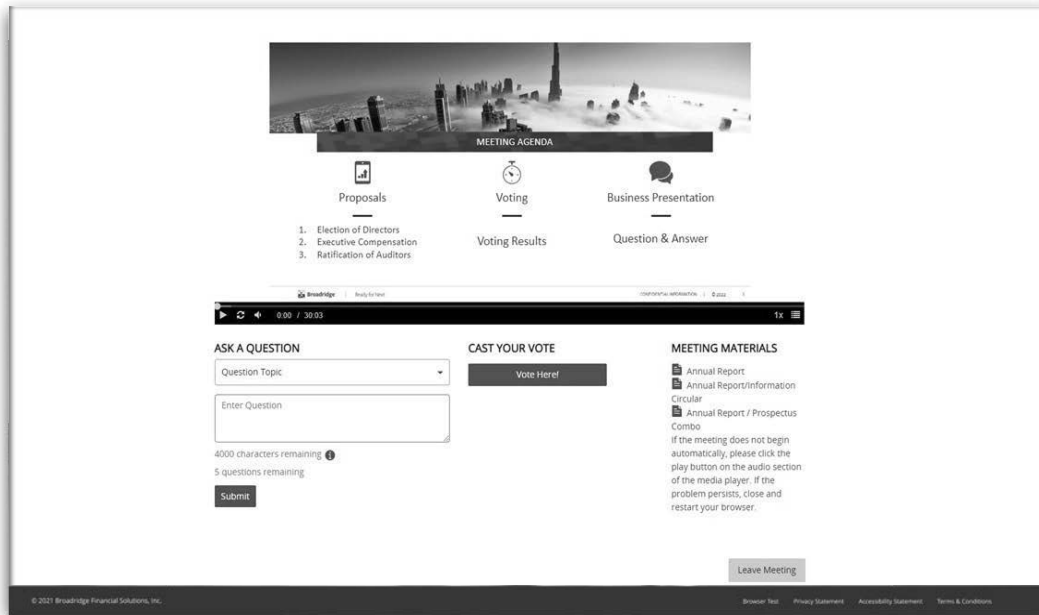 MEETING AGENDA
Proposals
1. Election of Directors
2. Executive Compensation
3. Ratification of Auditors
Voting
Voting Results
Business Presentation
Question & Answer
Broadridge | Ready for Next
CONFIDENTIAL INFORMATION | ©
0:00 / 30:03
1x
ASK A QUESTION
Question Topic
Enter Question
4000 characters remaining
5 questions remaining
Submit
CAST YOUR VOTE
Vote Here!
MEETING MATERIALS
Annual Report
Annual Report/Information
Circular
Annual Report / Prospectus
Combo
If the meeting does not begin
automatically, please click the
play button on the audio section
of the media player. If the
problem persists, close and
restart your browser.
Leave Meeting
© 2021 Broadridge Financial Solutions, Inc.
Browser Test Privacy Statement Accessibility Statement Terms & Conditions